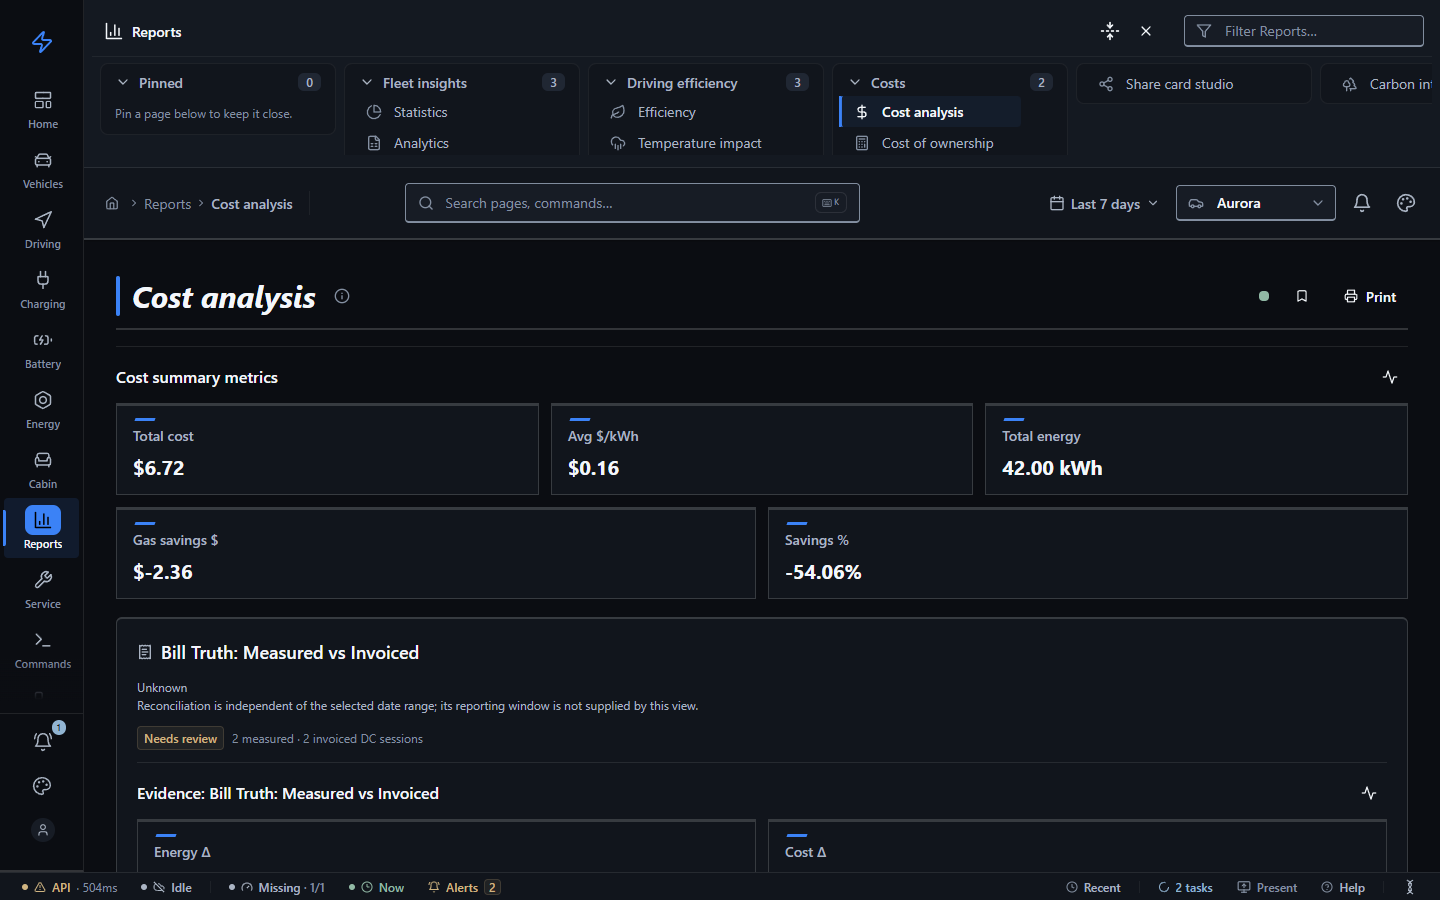 Reports
Filter Reports...
Pinned 0
Pin a page below to keep it close.
Fleet insights 3
Statistics
Analytics
Driving efficiency 3
Efficiency
Temperature impact
Costs 2
Cost analysis
Cost of ownership
Share card studio
Carbon int
Home
Vehicles
Driving
Charging
Battery
Energy
Cabin
Reports
Service
Commands
1
Reports > Cost analysis
Search pages, commands...
K
Last 7 days
Aurora
Cost analysis
Print
Cost summary metrics
Total cost
$6.72
Avg $/kWh
$0.16
Total energy
42.00 kWh
Gas savings $
$-2.36
Savings %
-54.06%
Bill Truth: Measured vs Invoiced
Unknown
Reconciliation is independent of the selected date range; its reporting window is not supplied by this view.
Needs review 2 measured · 2 invoiced DC sessions
Evidence: Bill Truth: Measured vs Invoiced
Energy Δ
Cost Δ
API · 504ms
Idle
Missing · 1/1
Now
Alerts 2
Recent
2 tasks
Present
Help